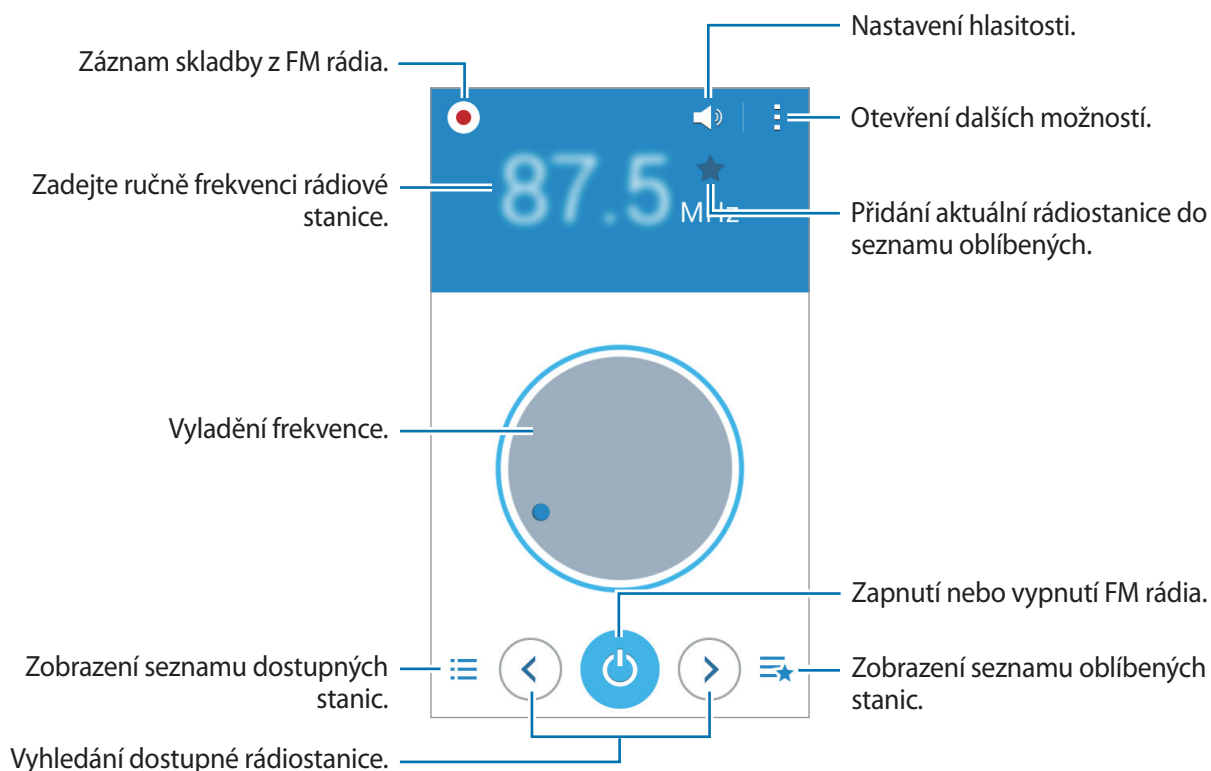 Nastavení hlasitosti.
Záznam skladby z FM rádia.
Otevření dalších možností.
Zadejte ručně frekvenci rádiové
stanice.
87.5
MHz
Přidání aktuální rádiostanice do
seznamu oblíbených.
Vyladění frekvence.
Zapnutí nebo vypnutí FM rádia.
Zobrazení seznamu dostupných
stanic.
Zobrazení seznamu oblíbených
stanic.
Vyhledání dostupné rádiostanice.